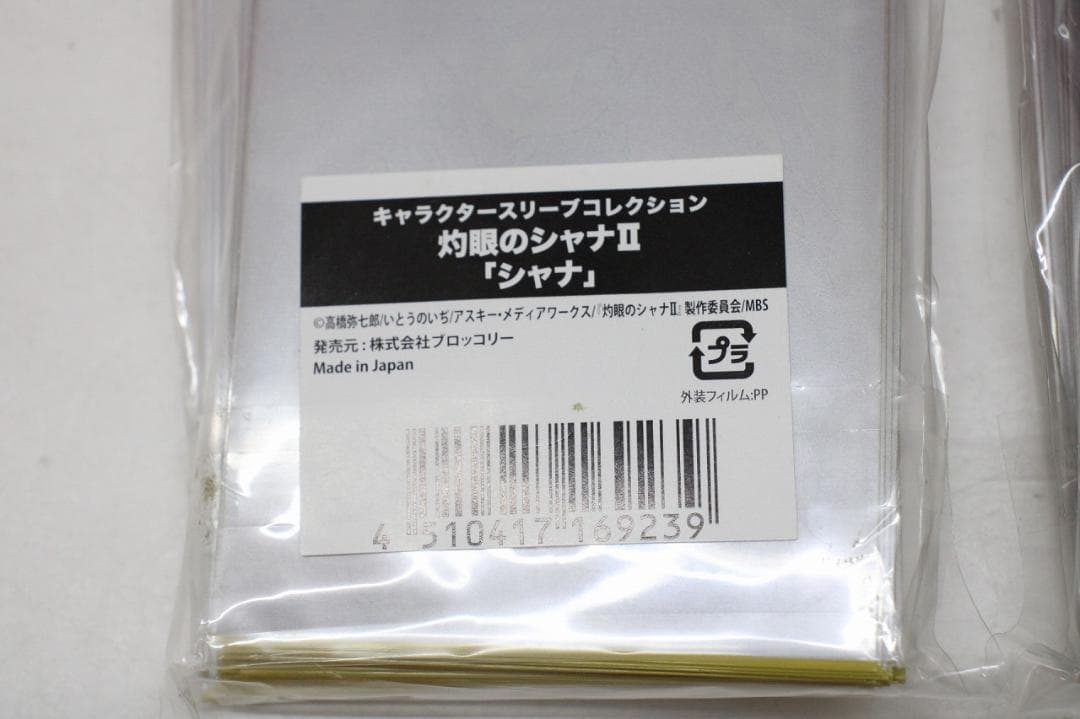 キャラクタースリーブコレクション
灼眼のシャナⅡ
「シャナ」
©高橋弥七郎/いとうのいぢ/アスキー・メディアワークス/『灼眼のシャナⅡ』製作委員会/MBS
発売元:株式会社ブロッコリー
Made in Japan
プラ
外装フィルム:PP
4 510417 169239